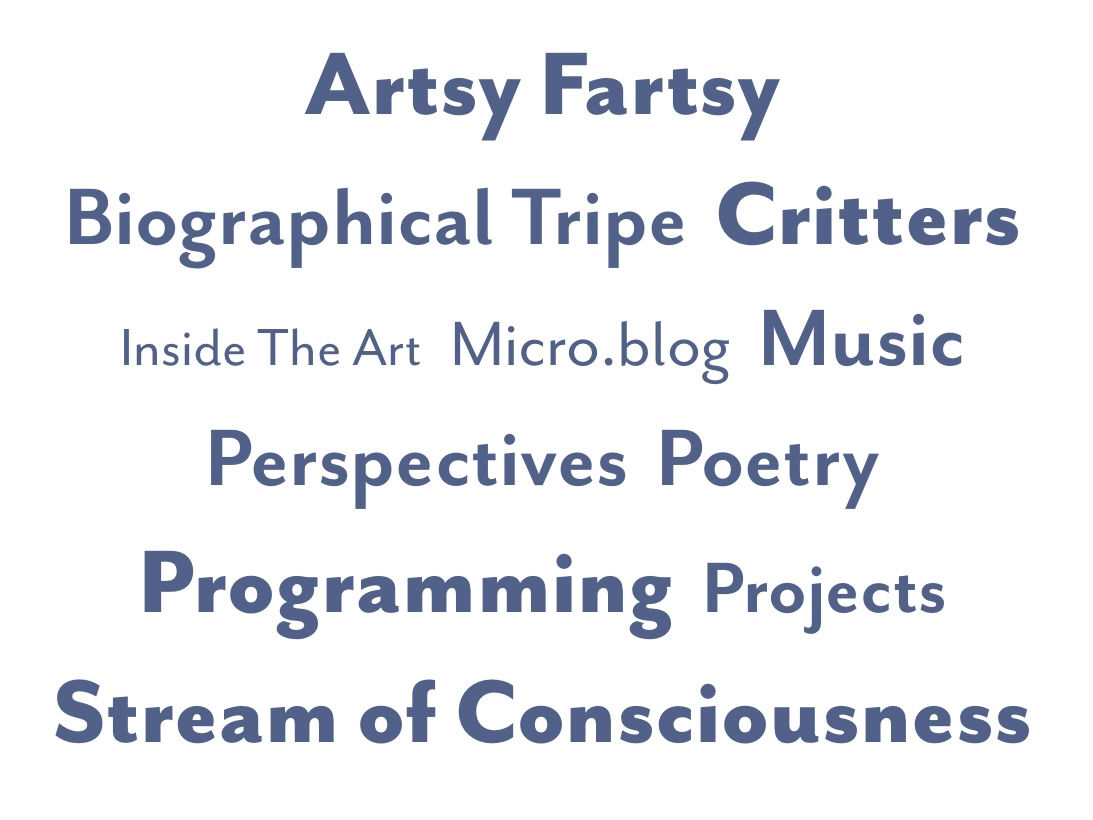 Artsy Fartsy
Biographical Tripe Critters
Inside The Art Micro.blog Music
Perspectives Poetry
Programming Projects
Stream of Consciousness